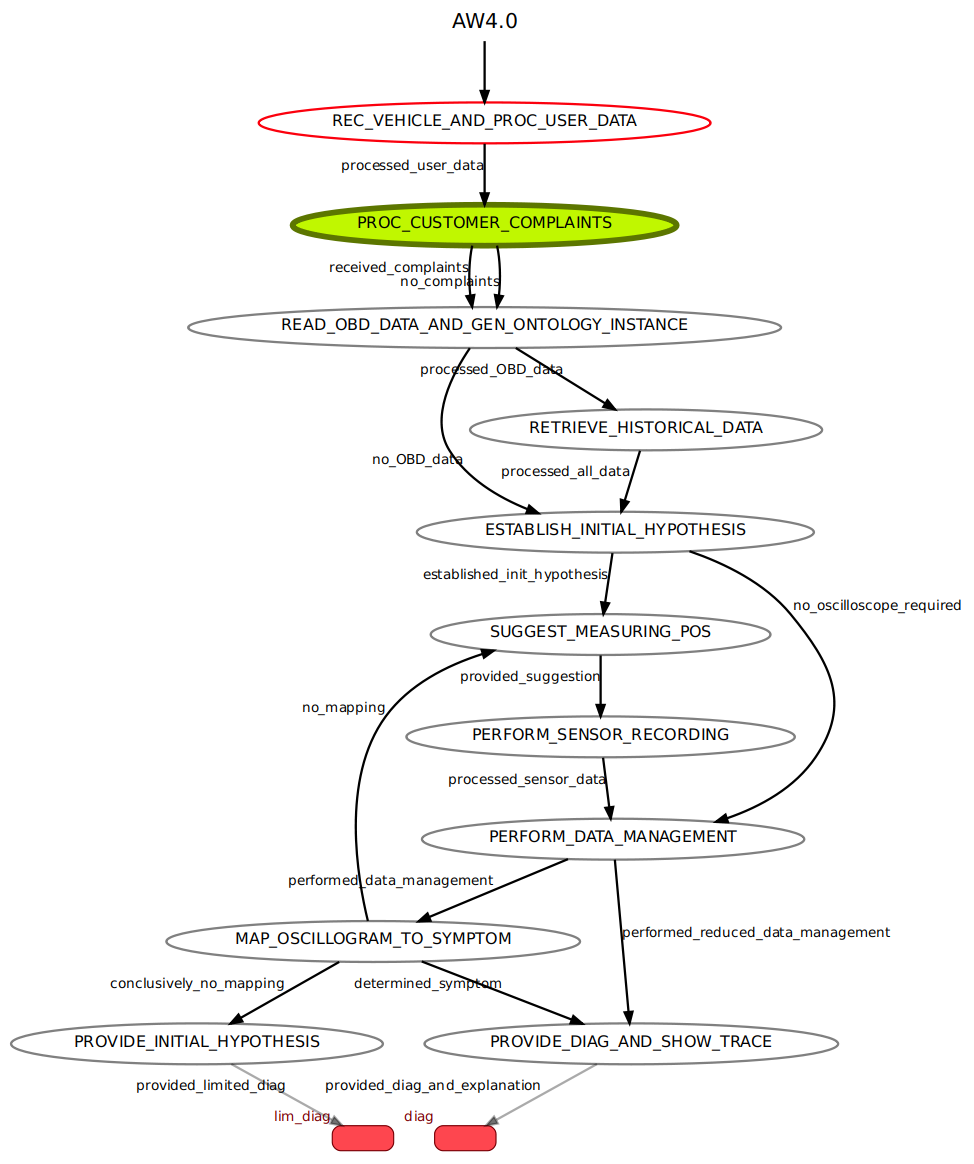 AW4.0
REC_VEHICLE_AND_PROC_USER_DATA
processed_user_data
PROC_CUSTOMER_COMPLAINTS
received_complaints
no_complaints
READ_OBD_DATA_AND_GEN_ONTOLOGY_INSTANCE
processed_OBD_data
RETRIEVE_HISTORICAL_DATA
no_OBD_data
processed_all_data
ESTABLISH_INITIAL_HYPOTHESIS
established_init_hypothesis
no_oscilloscope_required
SUGGEST_MEASURING_POS
provided_suggestion
no_mapping
PERFORM_SENSOR_RECORDING
processed_sensor_data
PERFORM_DATA_MANAGEMENT
performed_data_management
performed_reduced_data_management
MAP_OSCILLOGRAM_TO_SYMPTOM
conclusively_no_mapping
determined_symptom
PROVIDE_INITIAL_HYPOTHESIS
PROVIDE_DIAG_AND_SHOW_TRACE
provided_limited_diag
provided_diag_and_explanation
lim_diag
diag